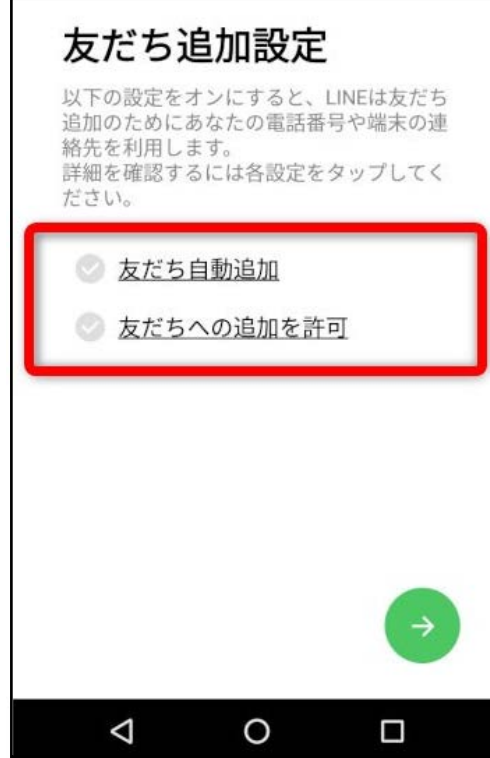 友だち追加設定
以下の設定をオンにすると、LINEは友だち
追加のためにあなたの電話番号や端末の連
絡先を利用します。
詳細を確認するには各設定をタップしてく
ださい。
友だち自動追加
友だちへの追加を許可